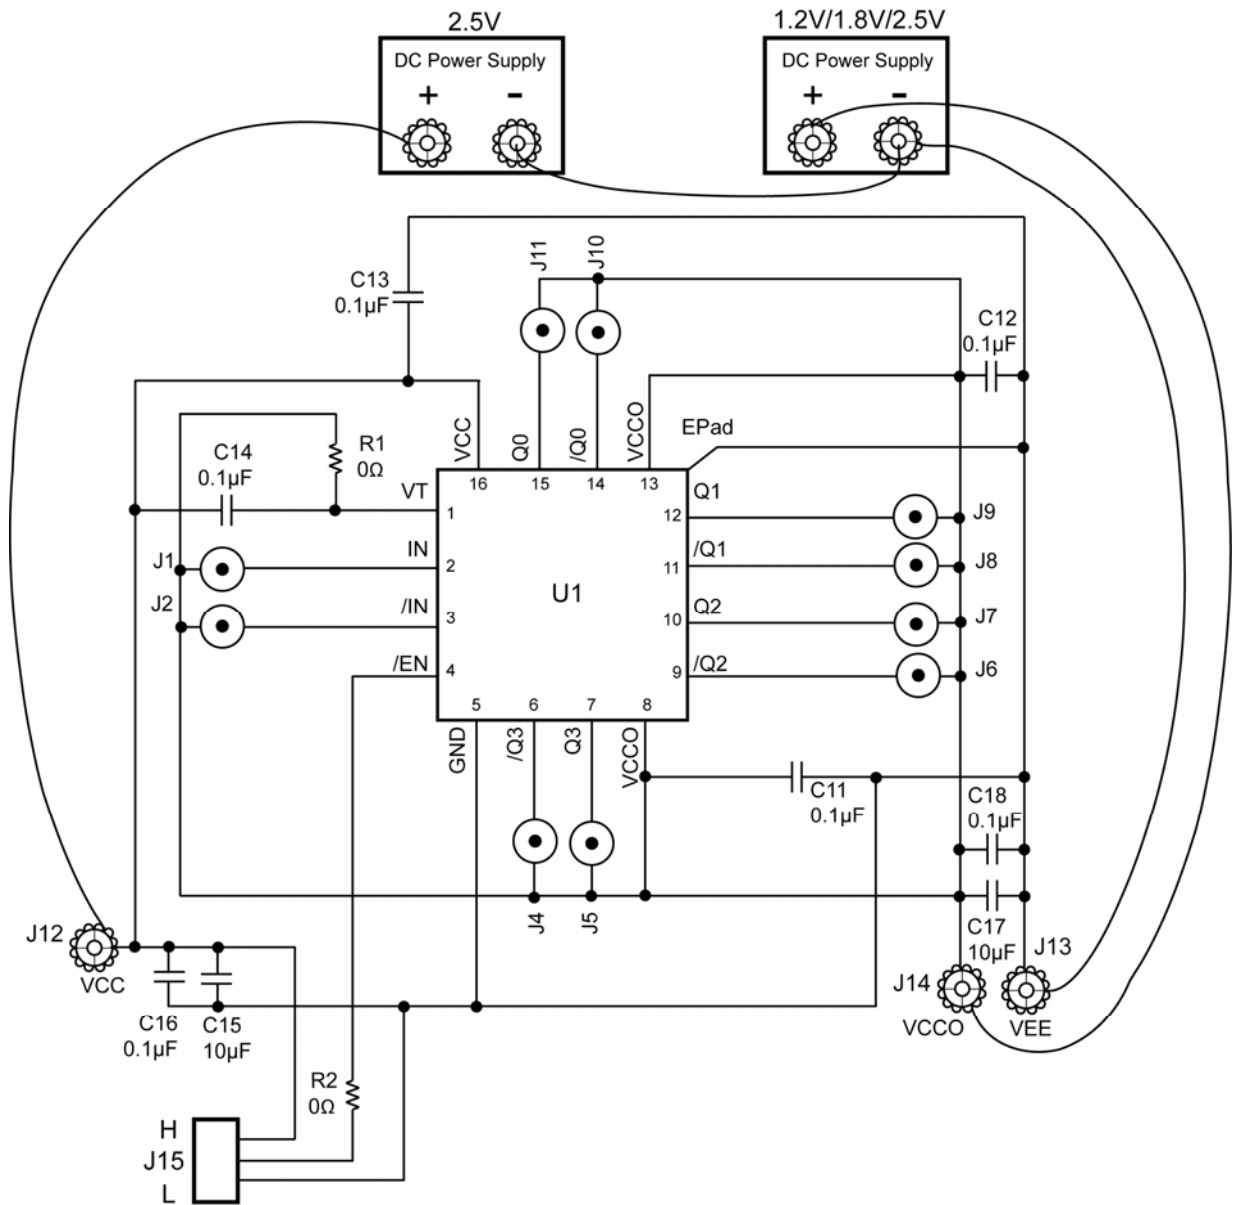 2.5V
1.2V/1.8V/2.5V
DC Power Supply
DC Power Supply
+
-
+
-
J11
J10
C13
0.1µF
C12
0.1µF
VCC
Q0
/Q0
VCCO
EPad
C14
0.1µF
R1
0Ω
VT
16
15
14
13
Q1
1
12
J9
J1
IN
2
/Q1
11
J8
U1
J2
/IN
3
Q2
10
J7
/EN
4
/Q2
9
J6
5
6
7
8
GND
/Q3
Q3
VCCO
C11
0.1µF
C18
0.1µF
J4
J5
C17
10µF
J12
VCC
J13
J14
VCCO
VEE
C16
0.1µF
C15
10µF
R2
0Ω
H
J15
L